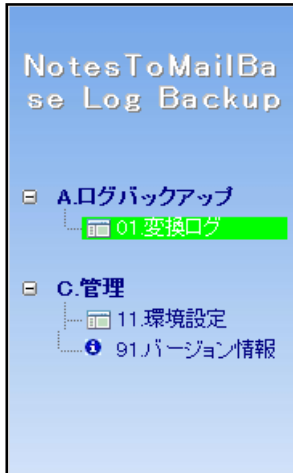 NotesToMailBa
se Log Backup
A.ログバックアップ
01.変換ログ
C.管理
11.環境設定
91.バージョン情報